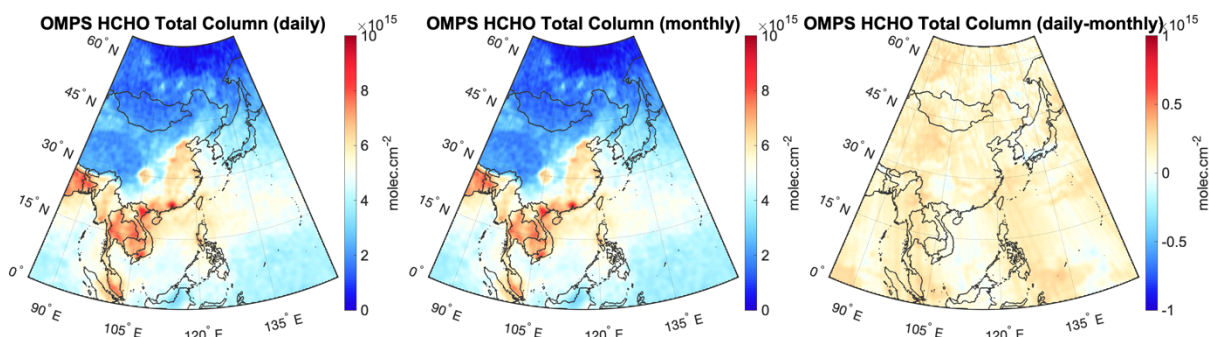 OMPS HCHO Total Column (daily)
60° N
45° N
30° N
15° N
0°
90° E
105° E
120° E
135° E
10 ×10¹⁵
8
6
4
2
0
molec.cm⁻²
OMPS HCHO Total Column (monthly)
60° N
45° N
30° N
15° N
0°
90° E
105° E
120° E
135° E
10 ×10¹⁵
8
6
4
2
0
molec.cm⁻²
OMPS HCHO Total Column (daily-monthly)
60° N
45° N
30° N
15° N
0°
90° E
105° E
120° E
135° E
1 ×10¹⁵
0.5
0
-0.5
-1
molec.cm⁻²